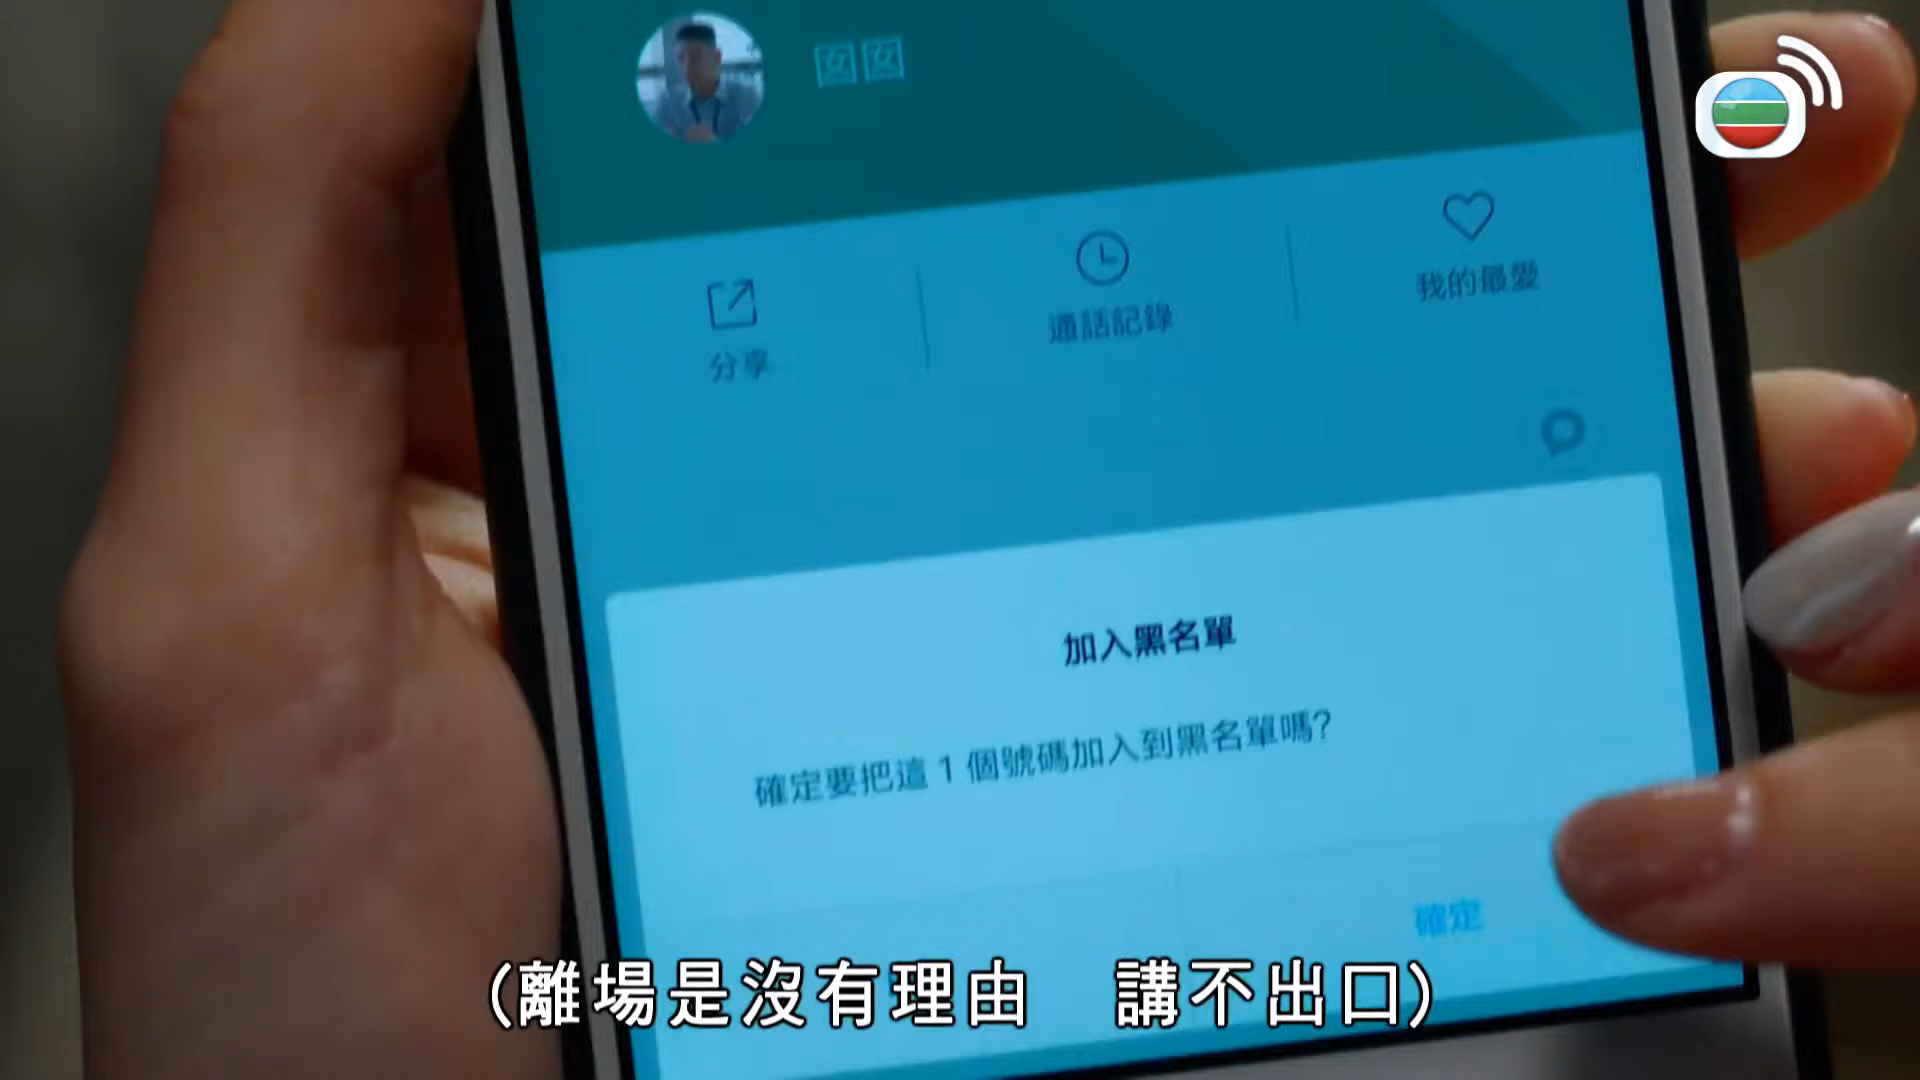 囡囡
分享
通話記錄
我的最愛
加入黑名單
確定要把這 1 個號碼加入到黑名單嗎?
確定
(離場是沒有理由 講不出口)